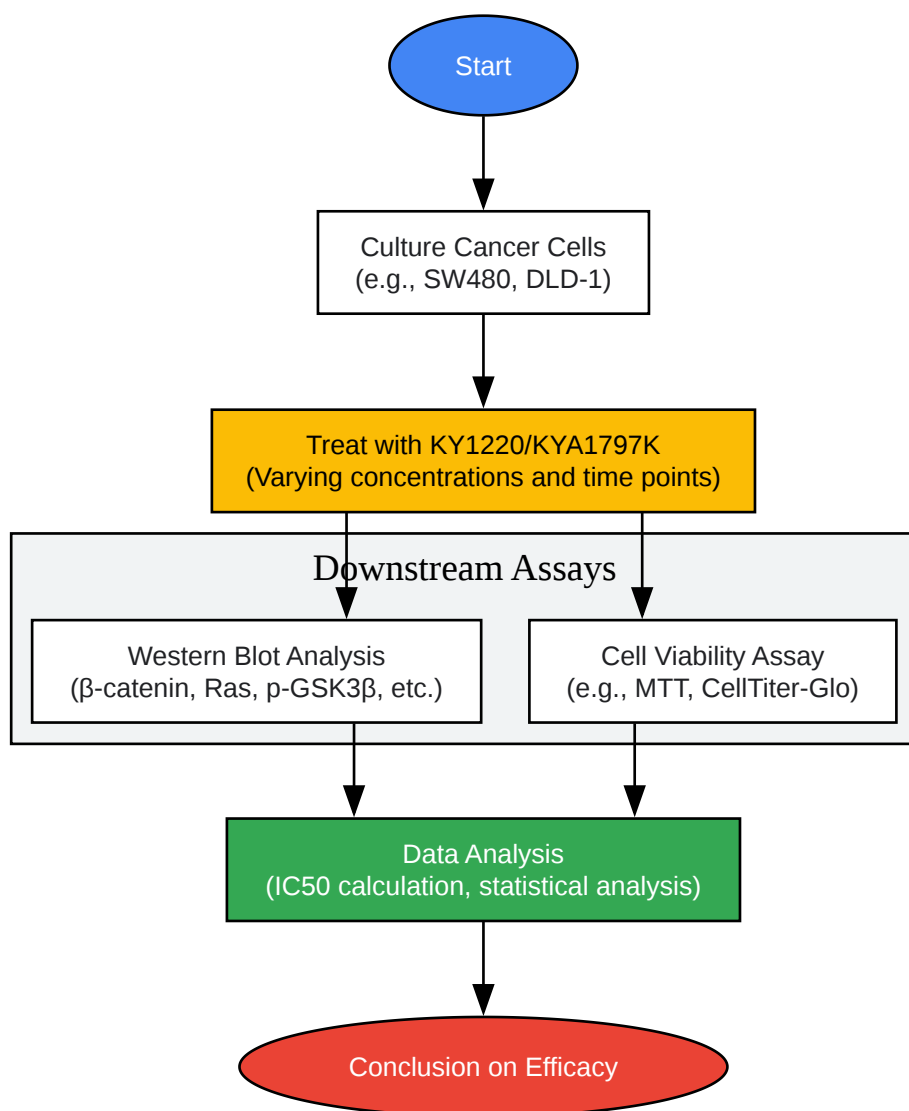 Start
Culture Cancer Cells
(e.g., SW480, DLD-1)
Treat with KY1220/KYA1797K
(Varying concentrations and time points)
Downstream Assays
Western Blot Analysis
(β-catenin, Ras, p-GSK3β, etc.)
Cell Viability Assay
(e.g., MTT, CellTiter-Glo)
Data Analysis
(IC50 calculation, statistical analysis)
Conclusion on Efficacy